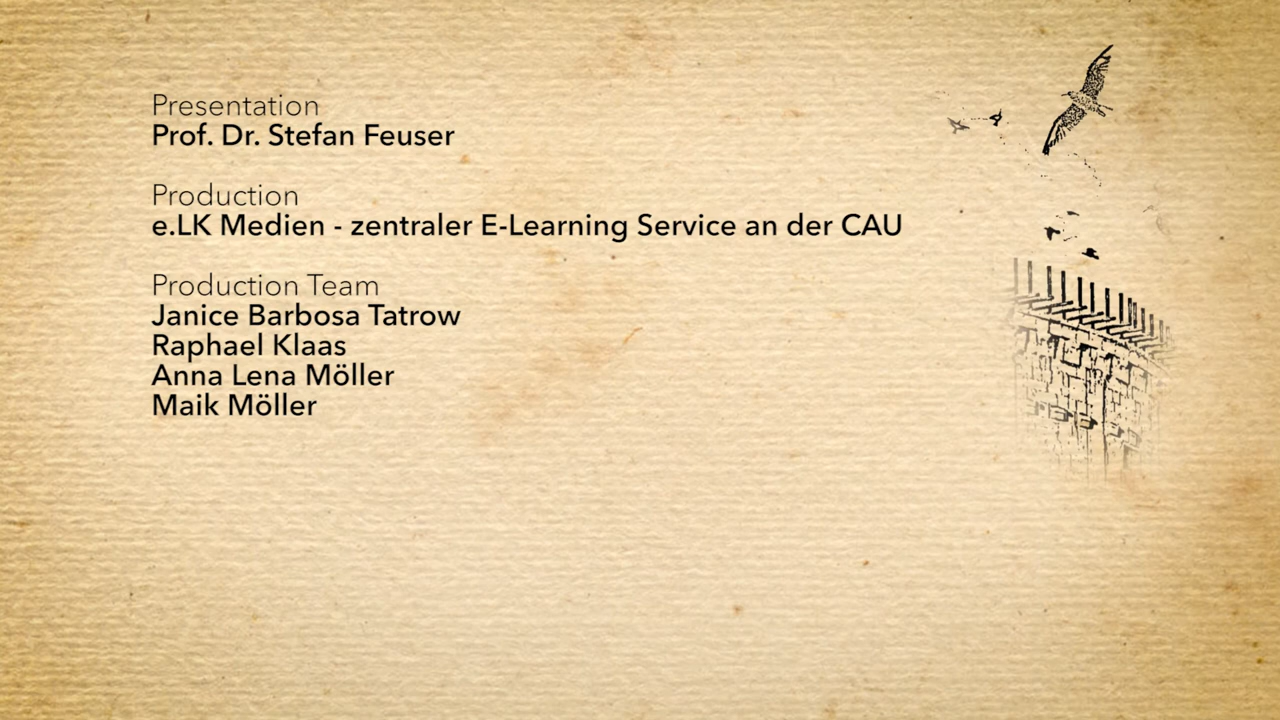 Presentation
Prof. Dr. Stefan Feuser
Production
e.LK Medien - zentraler E-Learning Service an der CAU
Production Team
Janice Barbosa Tatrow
Raphael Klaas
Anna Lena Möller
Maik Möller